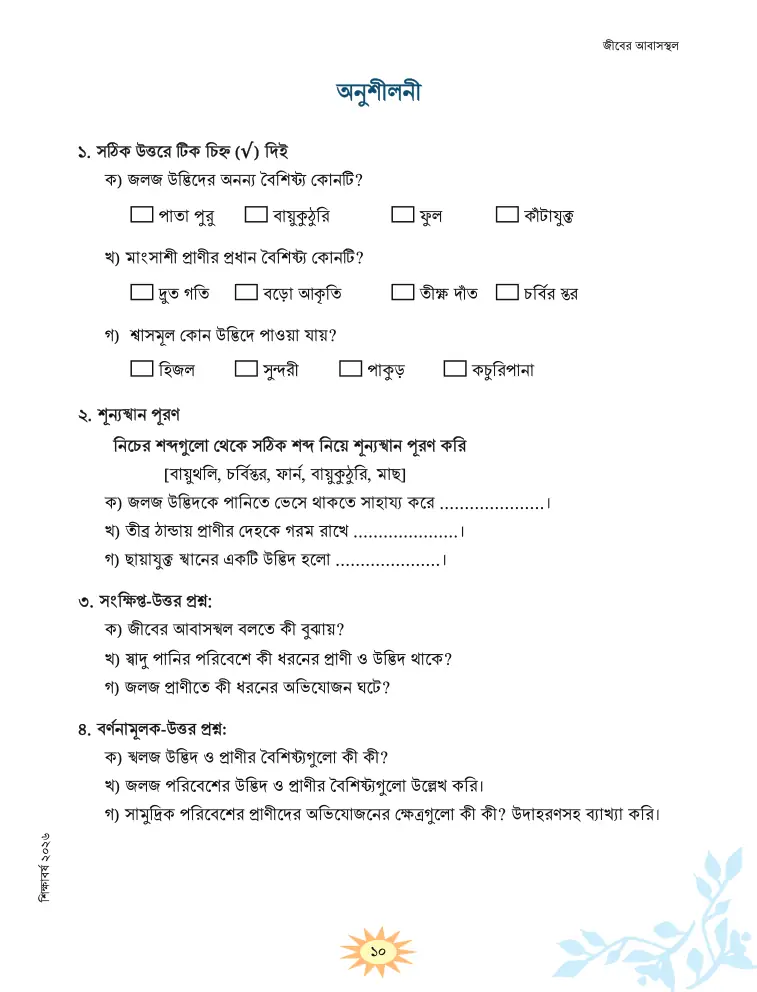 জীবের আবাসস্থল
অনুশীলনী
১. সঠিক উত্তরে টিক চিহ্ন (√) দিই
ক) জলজ উদ্ভিদের অনন্য বৈশিষ্ট্য কোনটি?
পাতা পুরু বায়ুকুঠুরি ফুল কাঁটাযুক্ত
খ) মাংসাশী প্রাণীর প্রধান বৈশিষ্ট্য কোনটি?
দ্রুত গতি বড়ো আকৃতি তীক্ষ্ণ দাঁত চর্বির স্তর
গ) শ্বাসমূল কোন উদ্ভিদে পাওয়া যায়?
হিজল সুন্দরী পাকুড় কচুরিপানা
২. শূন্যস্থান পূরণ
নিচের শব্দগুলো থেকে সঠিক শব্দ নিয়ে শূন্যস্থান পূরণ করি
[বায়ুথলি, চর্বিস্তর, ফার্ন, বায়ুকুঠুরি, মাছ]
ক) জলজ উদ্ভিদকে পানিতে ভেসে থাকতে সাহায্য করে .....................।
খ) তীব্র ঠান্ডায় প্রাণীর দেহকে গরম রাখে .....................।
গ) ছায়াযুক্ত স্থানের একটি উদ্ভিদ হলো .....................।
৩. সংক্ষিপ্ত-উত্তর প্রশ্ন:
ক) জীবের আবাসস্থল বলতে কী বুঝায়?
খ) স্বাদু পানির পরিবেশে কী ধরনের প্রাণী ও উদ্ভিদ থাকে?
গ) জলজ প্রাণীতে কী ধরনের অভিযোজন ঘটে?
৪. বর্ণনামূলক-উত্তর প্রশ্ন:
ক) স্থলজ উদ্ভিদ ও প্রাণীর বৈশিষ্ট্যগুলো কী কী?
খ) জলজ পরিবেশের উদ্ভিদ ও প্রাণীর বৈশিষ্ট্যগুলো উল্লেখ করি।
গ) সামুদ্রিক পরিবেশের প্রাণীদের অভিযোজনের ক্ষেত্রগুলো কী কী? উদাহরণসহ ব্যাখ্যা করি।
শিক্ষাবর্ষ ২০২৬
১০